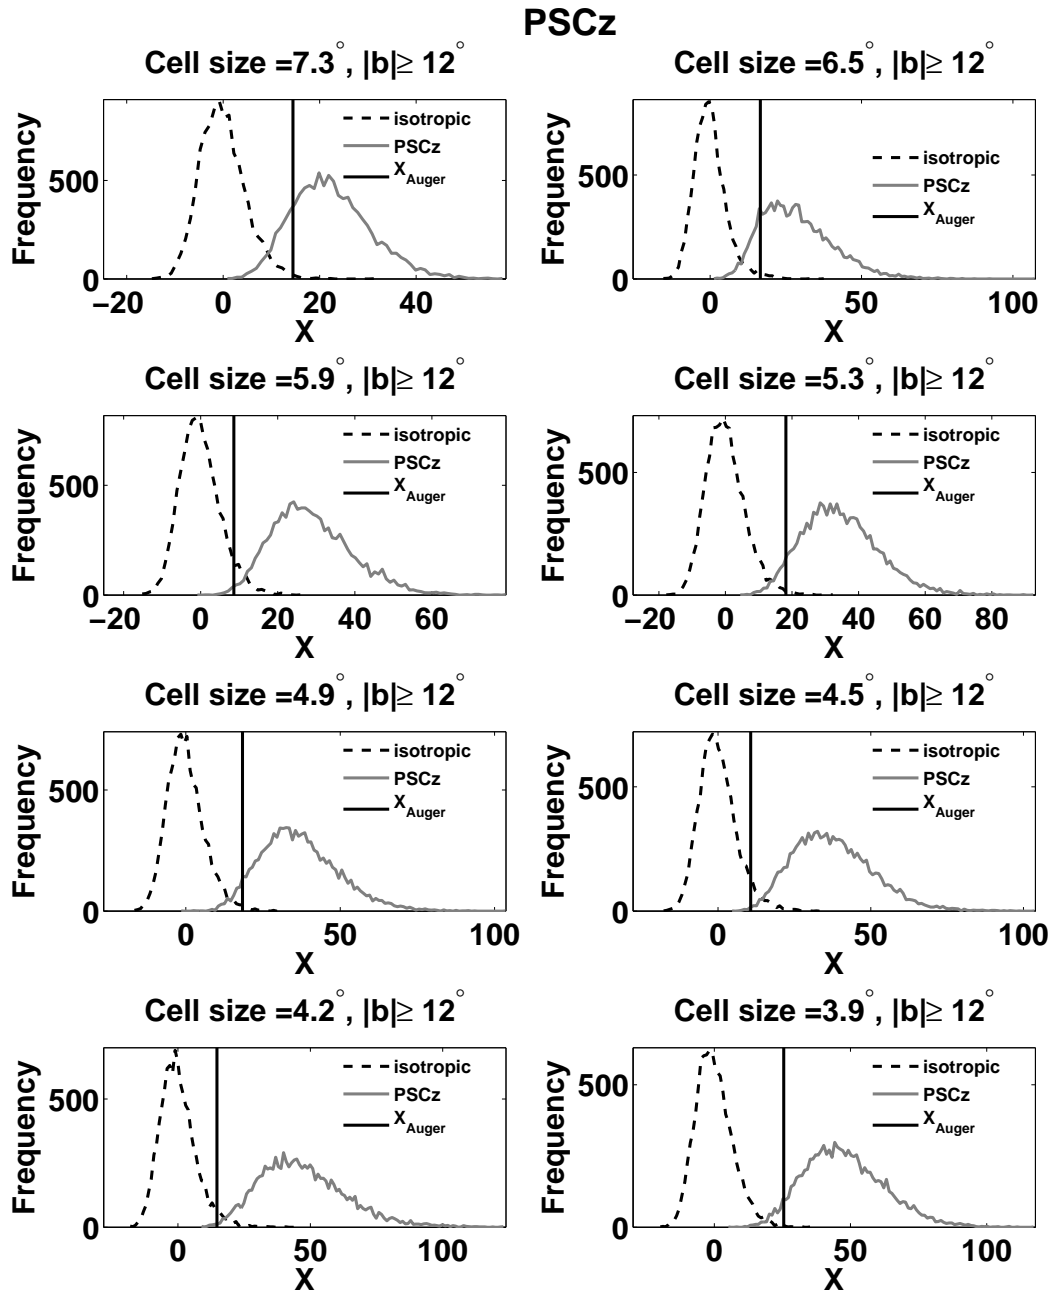 PSCz
Cell size =7.3°, |b|≥ 12°
Frequency
500
0
−20 0 20 40
X
isotropic
PSCz
X_Auger
Cell size =6.5°, |b|≥ 12°
Frequency
500
0
0 50 100
X
isotropic
PSCz
X_Auger
Cell size =5.9°, |b|≥ 12°
Frequency
500
0
−20 0 20 40 60
X
isotropic
PSCz
X_Auger
Cell size =5.3°, |b|≥ 12°
Frequency
500
0
−20 0 20 40 60 80
X
isotropic
PSCz
X_Auger
Cell size =4.9°, |b|≥ 12°
Frequency
500
0
0 50 100
X
isotropic
PSCz
X_Auger
Cell size =4.5°, |b|≥ 12°
Frequency
500
0
0 50 100
X
isotropic
PSCz
X_Auger
Cell size =4.2°, |b|≥ 12°
Frequency
500
0
0 50 100
X
isotropic
PSCz
X_Auger
Cell size =3.9°, |b|≥ 12°
Frequency
500
0
0 50 100
X
isotropic
PSCz
X_Auger